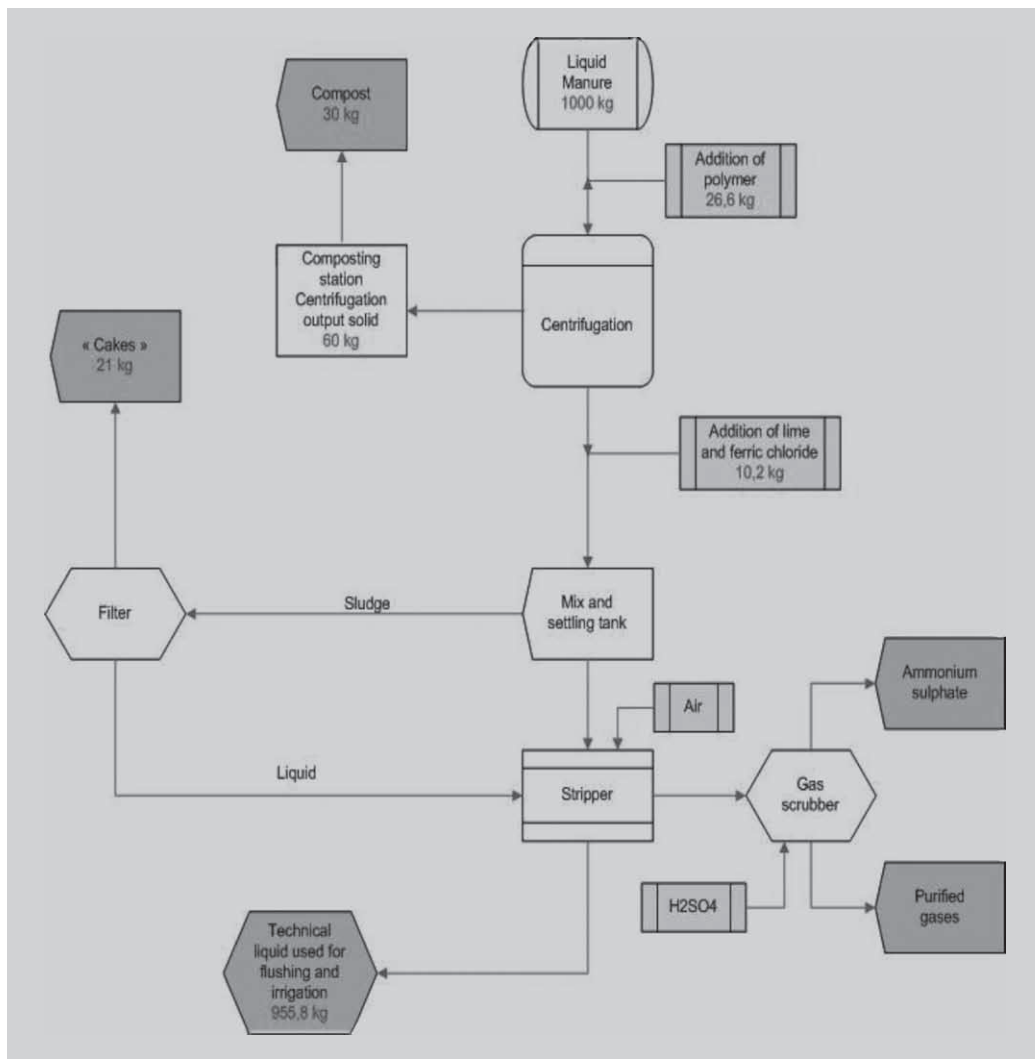 Liquid
Manure
1000 kg
Compost
30 kg
Addition of
polymer
26,6 kg
Composting
station
Centrifugation
output solid
60 kg
Centrifugation
« Cakes »
21 kg
Addition of lime
and ferric chloride
10,2 kg
Filter
Sludge
Mix and
settling tank
Ammonium
sulphate
Air
Liquid
Stripper
Gas
scrubber
H2SO4
Purified
gases
Technical
liquid used for
flushing and
irrigation
955,8 kg